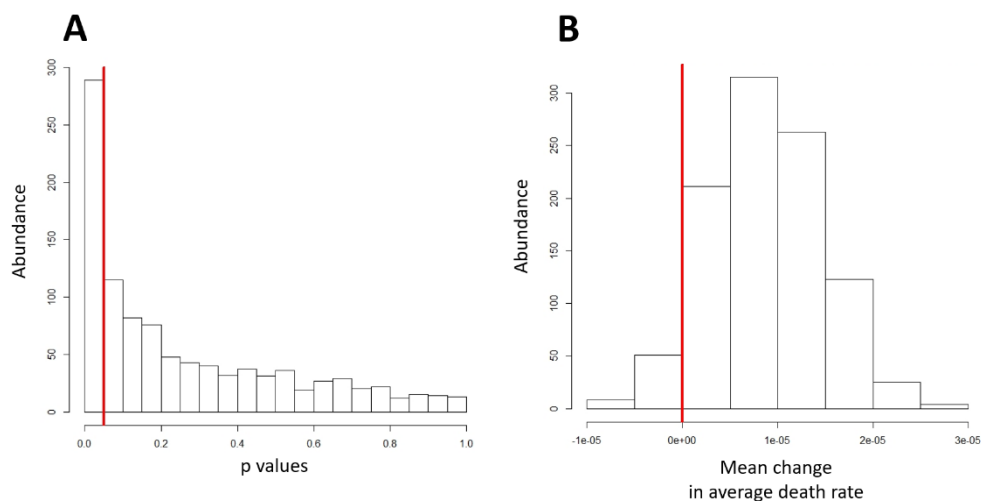 A
Abundance
300
250
200
150
100
50
0
0.0 0.2 0.4 0.6 0.8 1.0
p values
B
Abundance
300
250
200
150
100
50
0
-1e-05 0e+00 1e-05 2e-05 3e-05
Mean change
in average death rate